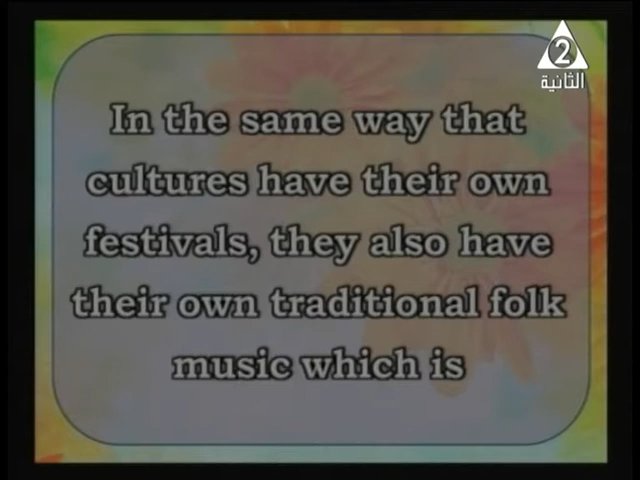 2
الثانية
In the same way that
cultures have their own
festivals, they also have
their own traditional folk
music which is